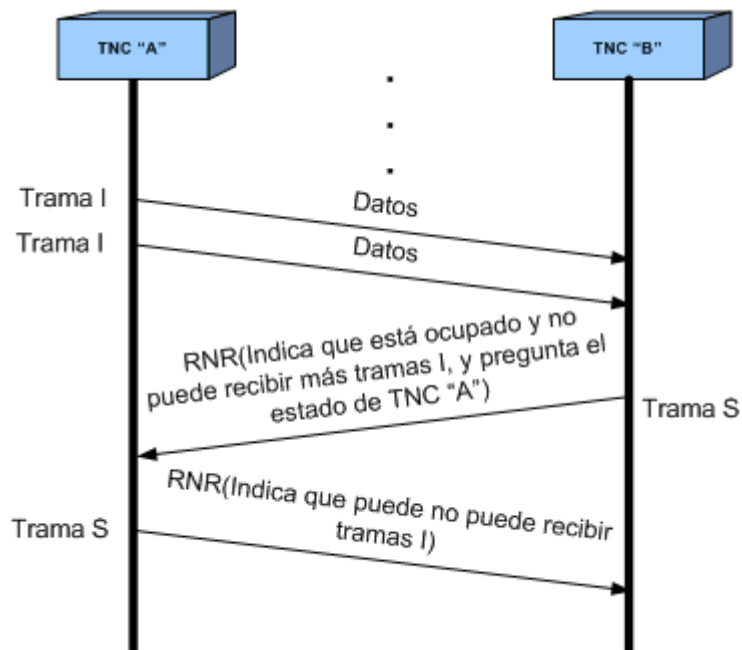 TNC “A”
TNC “B”
Trama I
Datos
Trama I
Datos
RNR(Indica que está ocupado y no
puede recibir más tramas I, y pregunta el
estado de TNC “A”)
Trama S
RNR(Indica que puede no puede recibir
tramas I)
Trama S